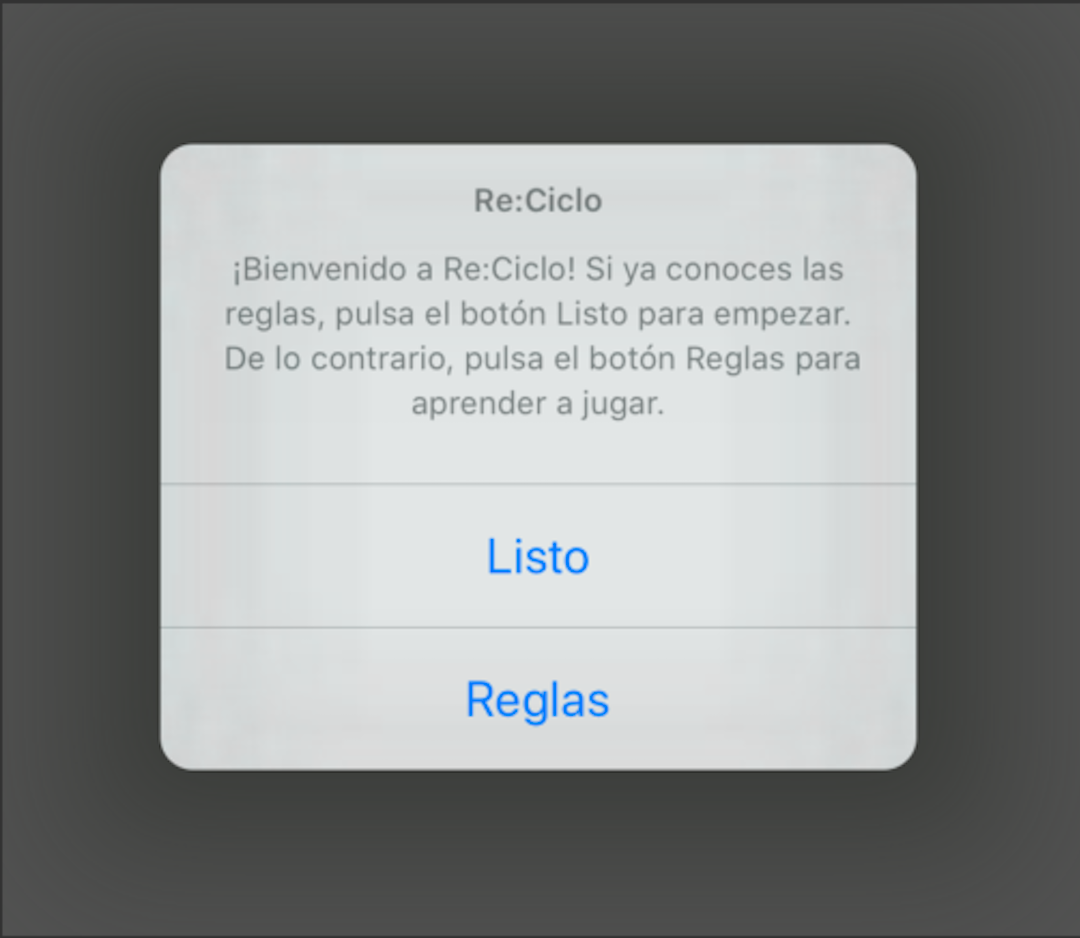 Re:Ciclo
¡Bienvenido a Re:Ciclo! Si ya conoces las
reglas, pulsa el botón Listo para empezar.
De lo contrario, pulsa el botón Reglas para
aprender a jugar.
Listo
Reglas